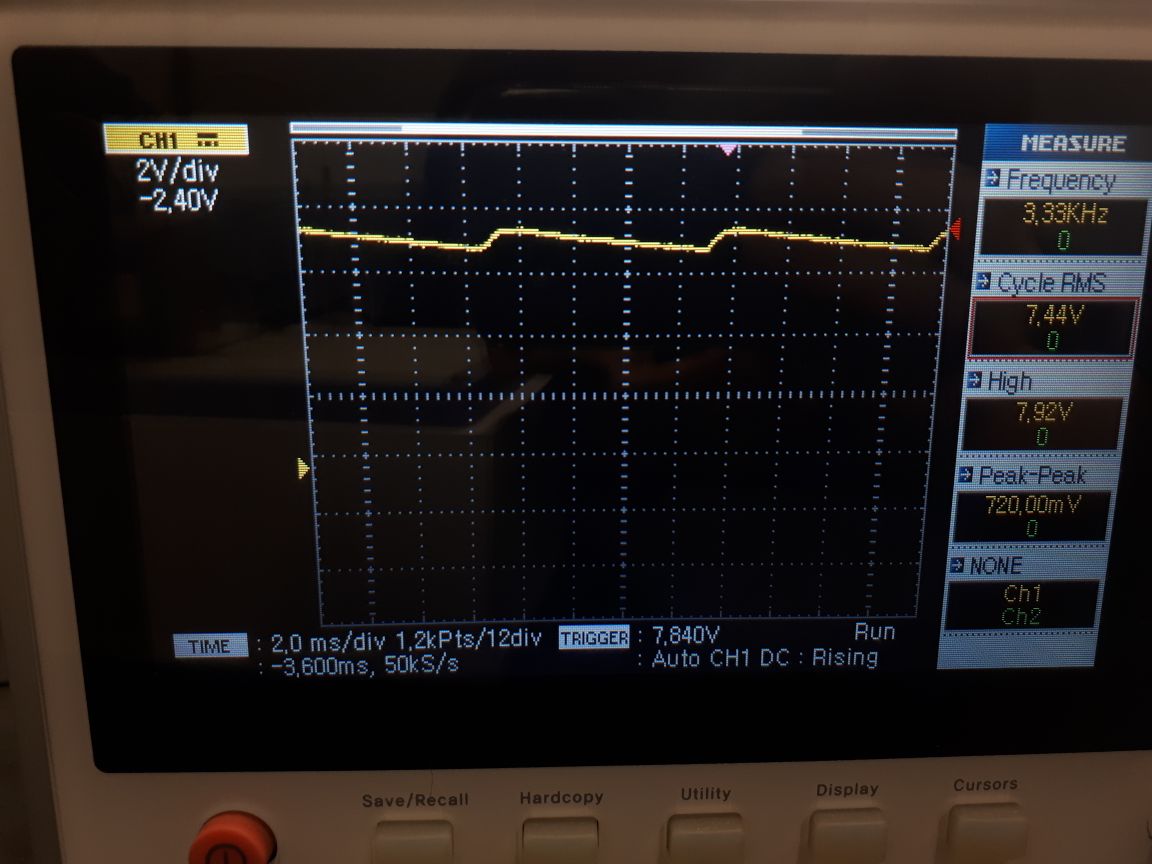 CH1
2V/div
-2,40V
MEASURE
Frequency
3,33KHz
0
Cycle RMS
7,44V
0
High
7,92V
0
Peak-Peak
720,00mV
0
NONE
Ch1
Ch2
TIME : 2,0 ms/div 1,2kPts/12div
: -3,600ms, 50kS/s
TRIGGER : 7,840V
: Auto CH1 DC : Rising
Run
Save/Recall
Hardcopy
Utility
Display
Cursors